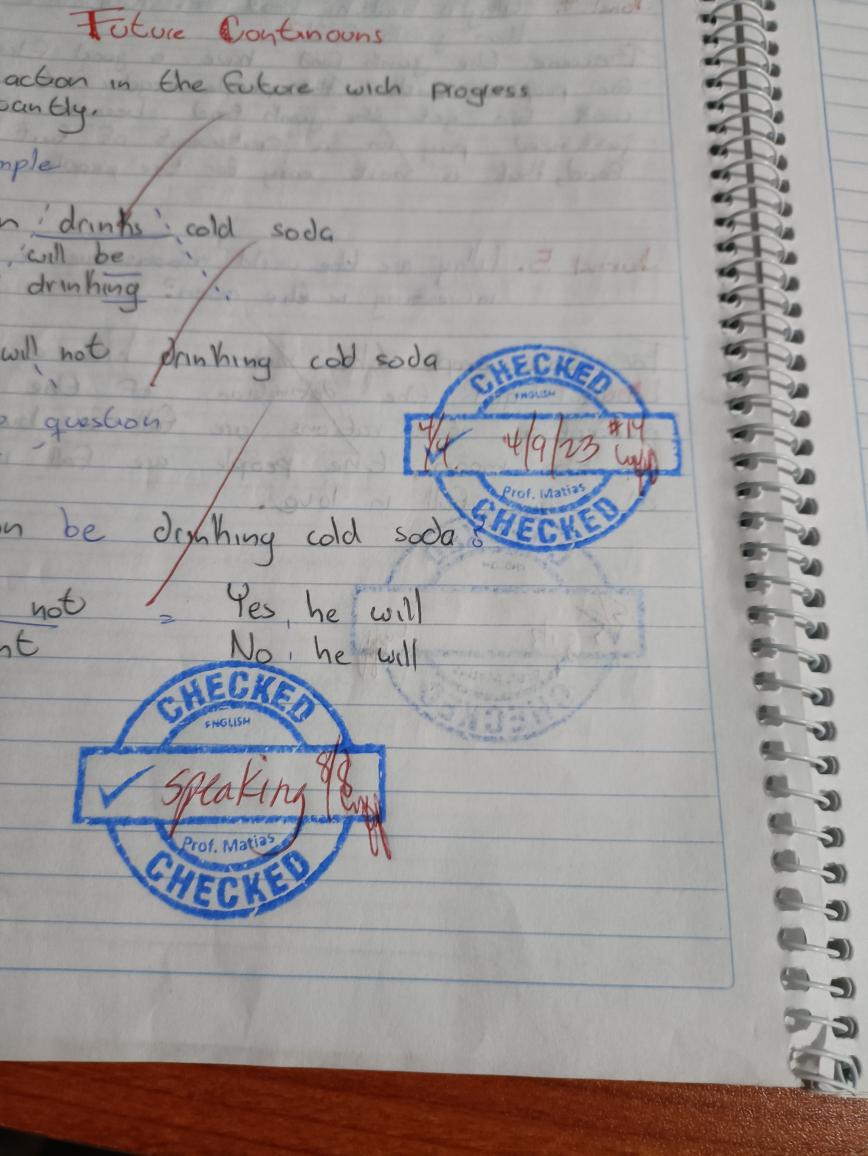 Future Continouns
action in the future wich progress
antly.
mple
n drinks cold soda
will be
drinking
will not drinking cold soda
question
CHECKED
ENGLISH
4/4 4/9/23 #14
Prof. Matias
CHECKED
n be drinking cold soda?
not = Yes, he will
nt No, he will
CHECKED
ENGLISH
speaking 8/8
Prof. Matias
CHECKED